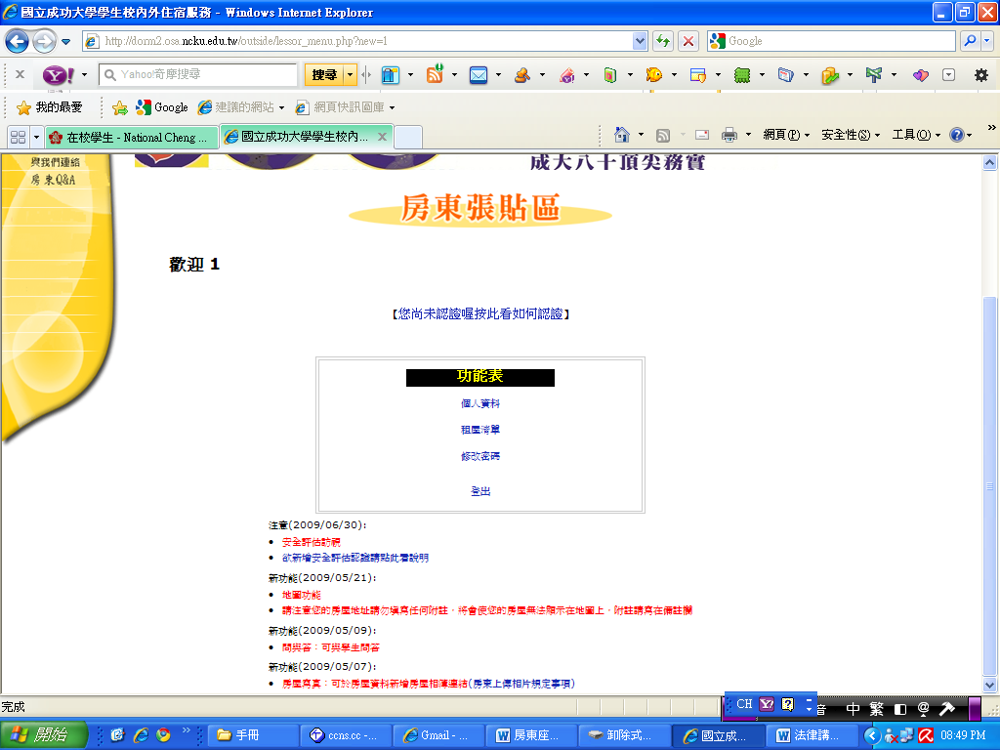 國立成功大學學生校內外住宿服務 - Windows Internet Explorer
http://dorm2.osa.ncku.edu.tw/outside/lessor_menu.php?new=1
Google
Yahoo!奇摩搜尋
搜尋
我的最愛
Google
建議的網站
網頁快訊圖庫
在校學生 - National Cheng ...
國立成功大學學生校內...
網頁(P)
安全性(S)
工具(O)
與我們連絡
房東Q&A
成大八十頂尖務實
房東張貼區
歡迎 1
【您尚未認證喔按此看如何認證】
功能表
個人資料
租屋清單
修改密碼
登出
注意(2009/06/30):
安全評估訪視
欲新增安全評估認證請點此看說明
新功能(2009/05/21):
地圖功能
請注意您的房屋地址請勿填寫任何附註，將會使您的房屋無法顯示在地圖上，附註請寫在備註欄
新功能(2009/05/09):
問與答：可與學生問答
新功能(2009/05/07):
房屋寫真：可於房屋資料新增房屋相簿連結(房東上傳相片規定事項)
完成
CH
音 中 繁
開始
手冊
ccns.cc -...
Gmail - ...
房東座...
卸除式...
國立成...
法律講...
08:49 PM